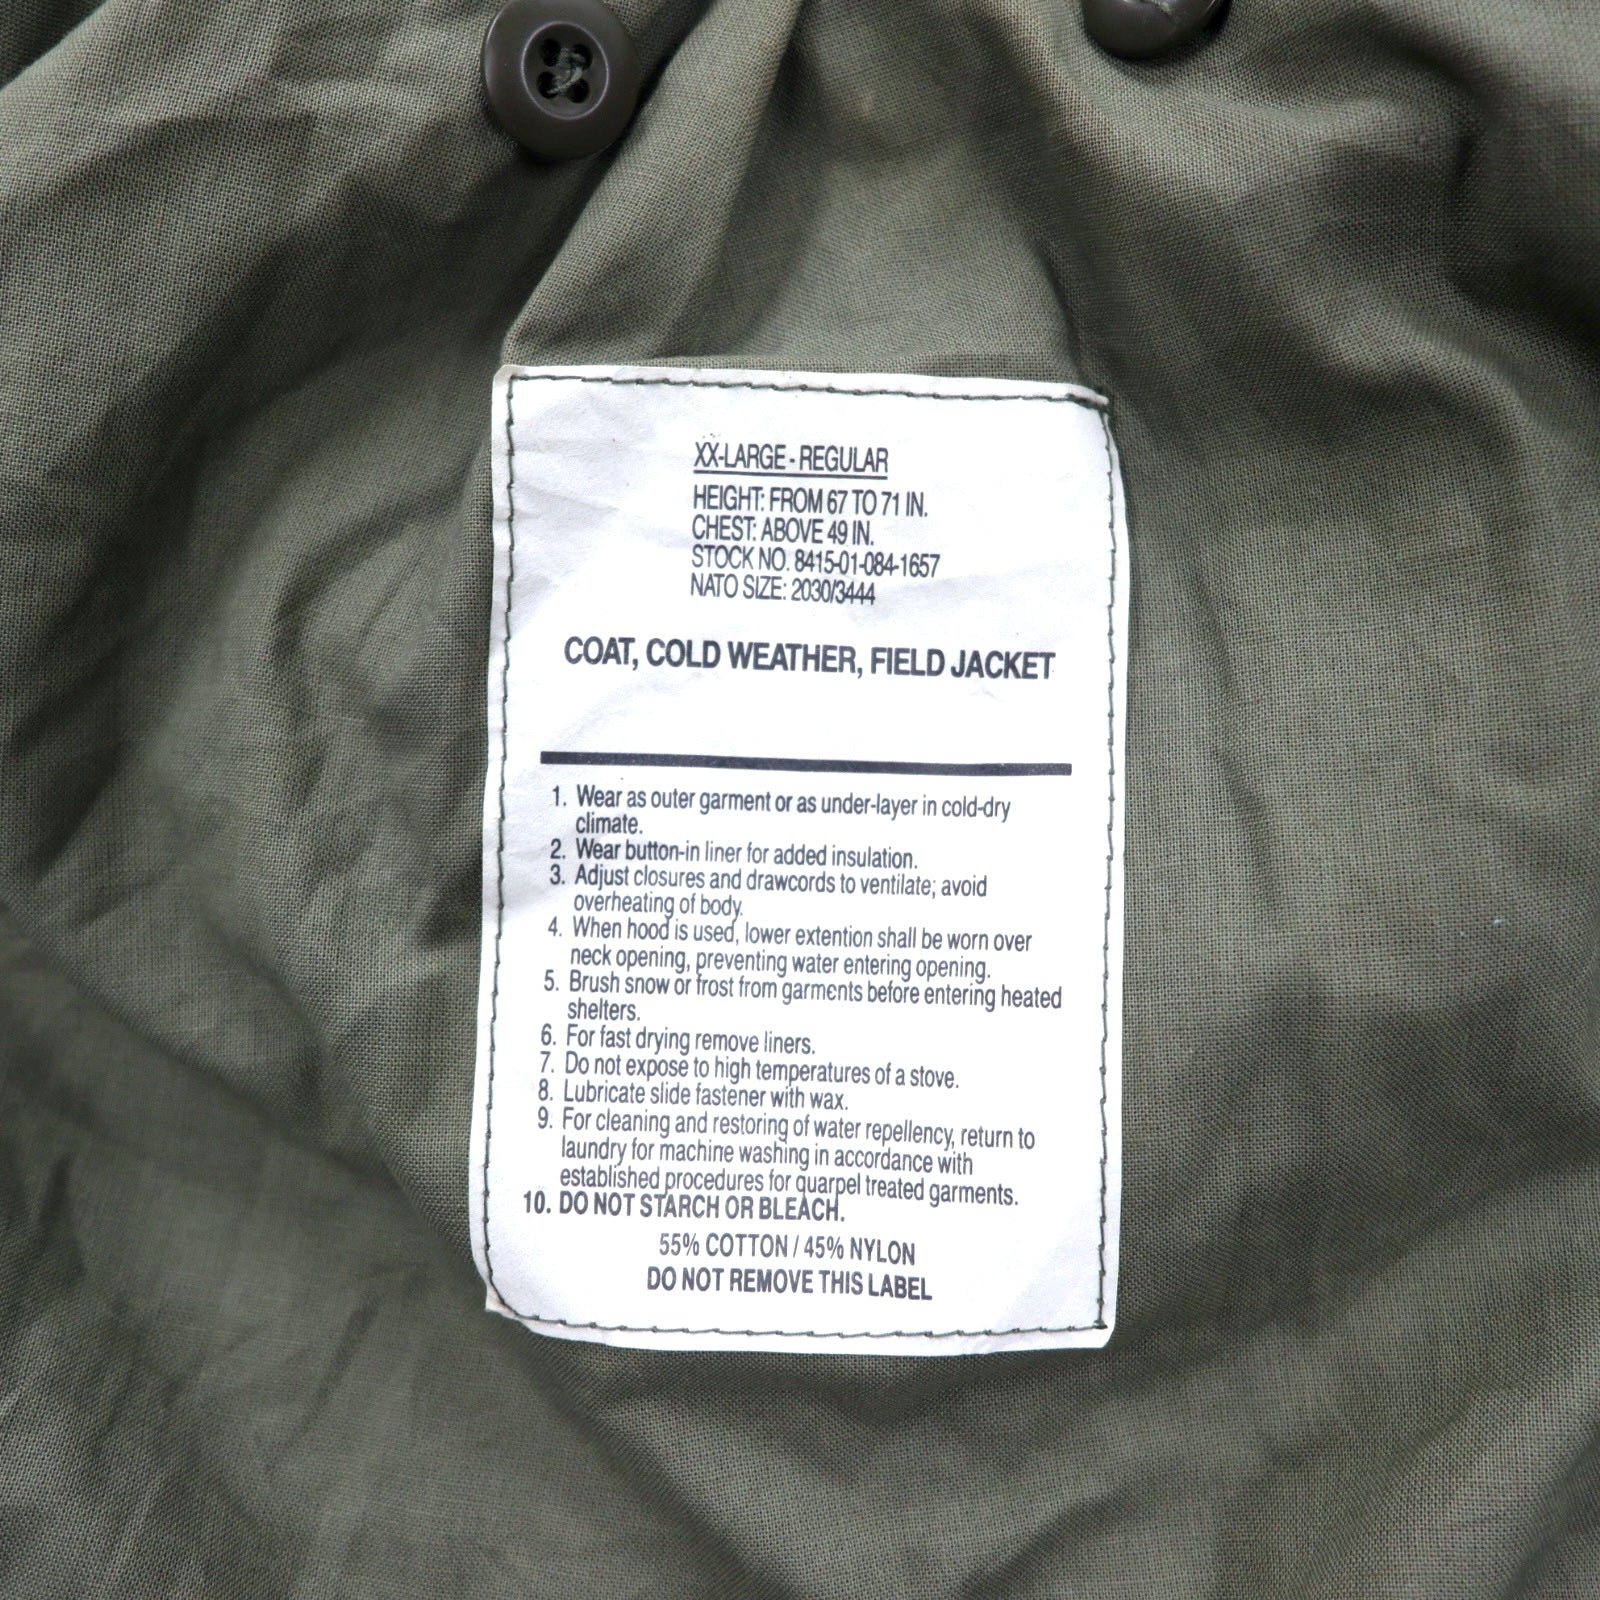 XX-LARGE - REGULAR
HEIGHT: FROM 67 TO 71 IN.
CHEST: ABOVE 49 IN.
STOCK NO. 8415-01-084-1657
NATO SIZE: 2030/3444
COAT, COLD WEATHER, FIELD JACKET
1. Wear as outer garment or as under-layer in cold-dry
climate.
2. Wear button-in liner for added insulation.
3. Adjust closures and drawcords to ventilate; avoid
overheating of body.
4. When hood is used, lower extention shall be worn over
neck opening, preventing water entering opening.
5. Brush snow or frost from garments before entering heated
shelters.
6. For fast drying remove liners.
7. Do not expose to high temperatures of a stove.
8. Lubricate slide fastener with wax.
9. For cleaning and restoring of water repellency, return to
laundry for machine washing in accordance with
established procedures for quarpel treated garments.
10. DO NOT STARCH OR BLEACH.
55% COTTON / 45% NYLON
DO NOT REMOVE THIS LABEL